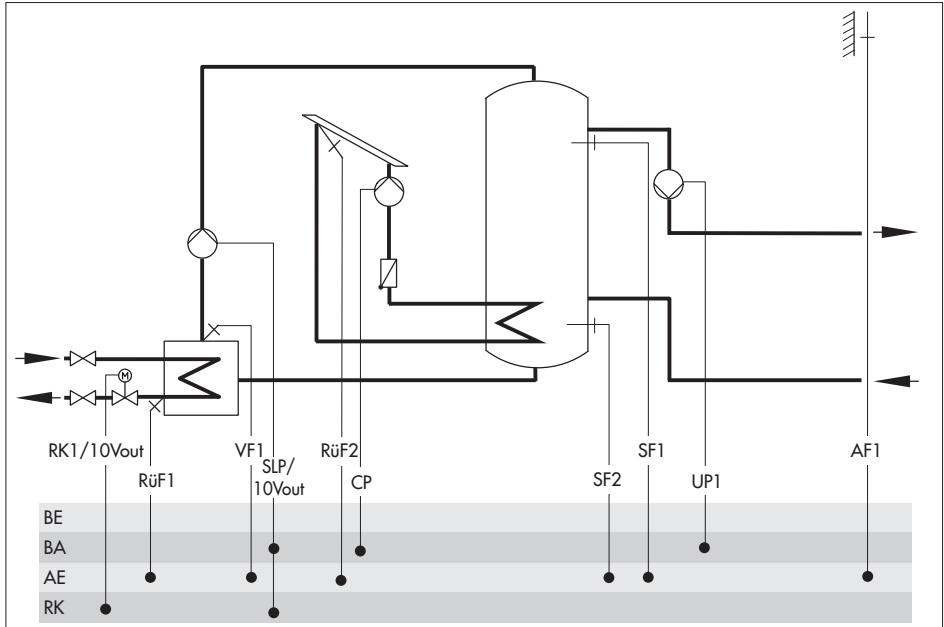 M
RK1/10Vout
RüF1
VF1
SLP/
10Vout
RüF2
CP
SF2
SF1
UP1
AF1
BE
BA
AE
RK